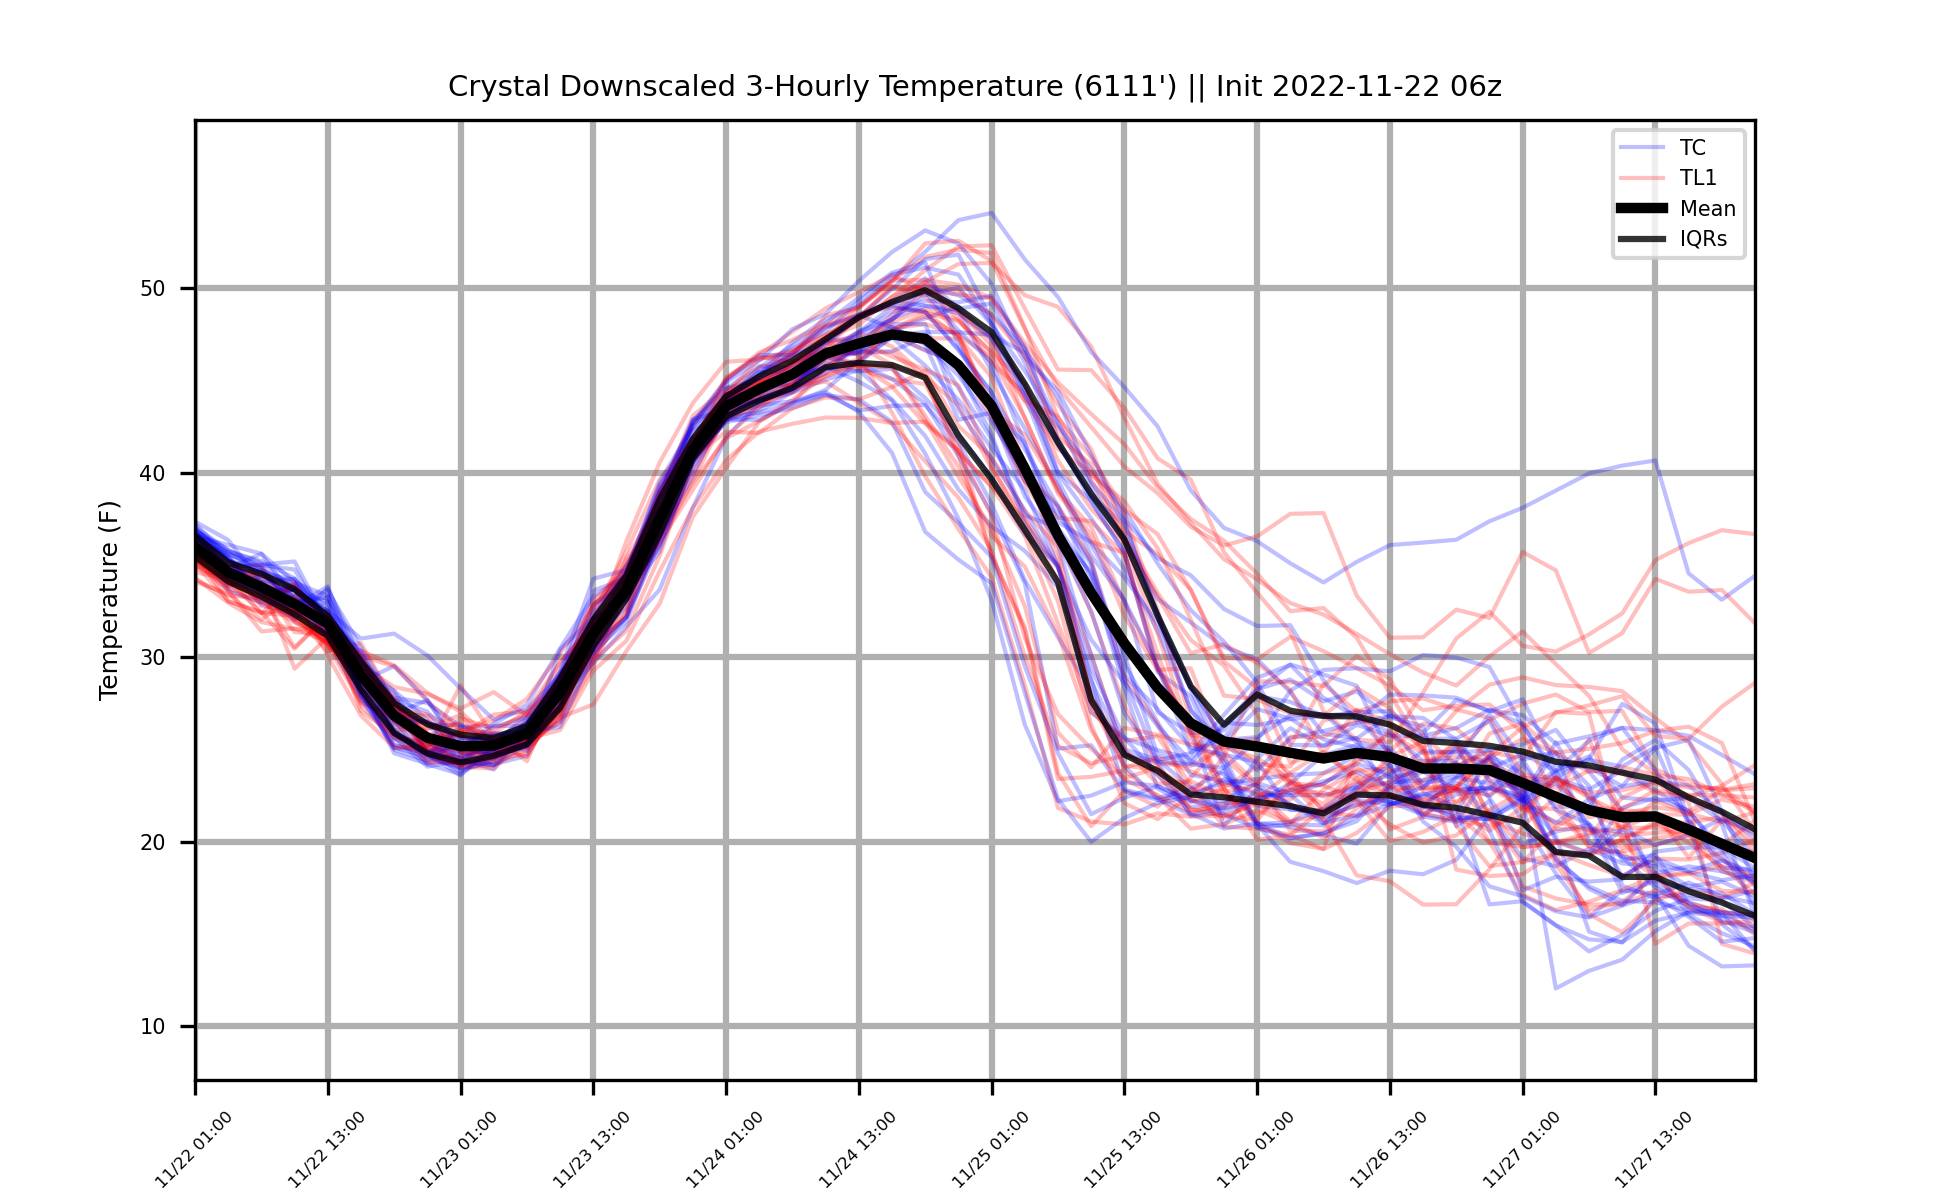 Crystal Downscaled 3-Hourly Temperature (6111') || Init 2022-11-22 06z
TC
TL1
Mean
IQRs
Temperature (F)
50
40
30
20
10
11/22 01:00
11/22 13:00
11/23 01:00
11/23 13:00
11/24 01:00
11/24 13:00
11/25 01:00
11/25 13:00
11/26 01:00
11/26 13:00
11/27 01:00
11/27 13:00